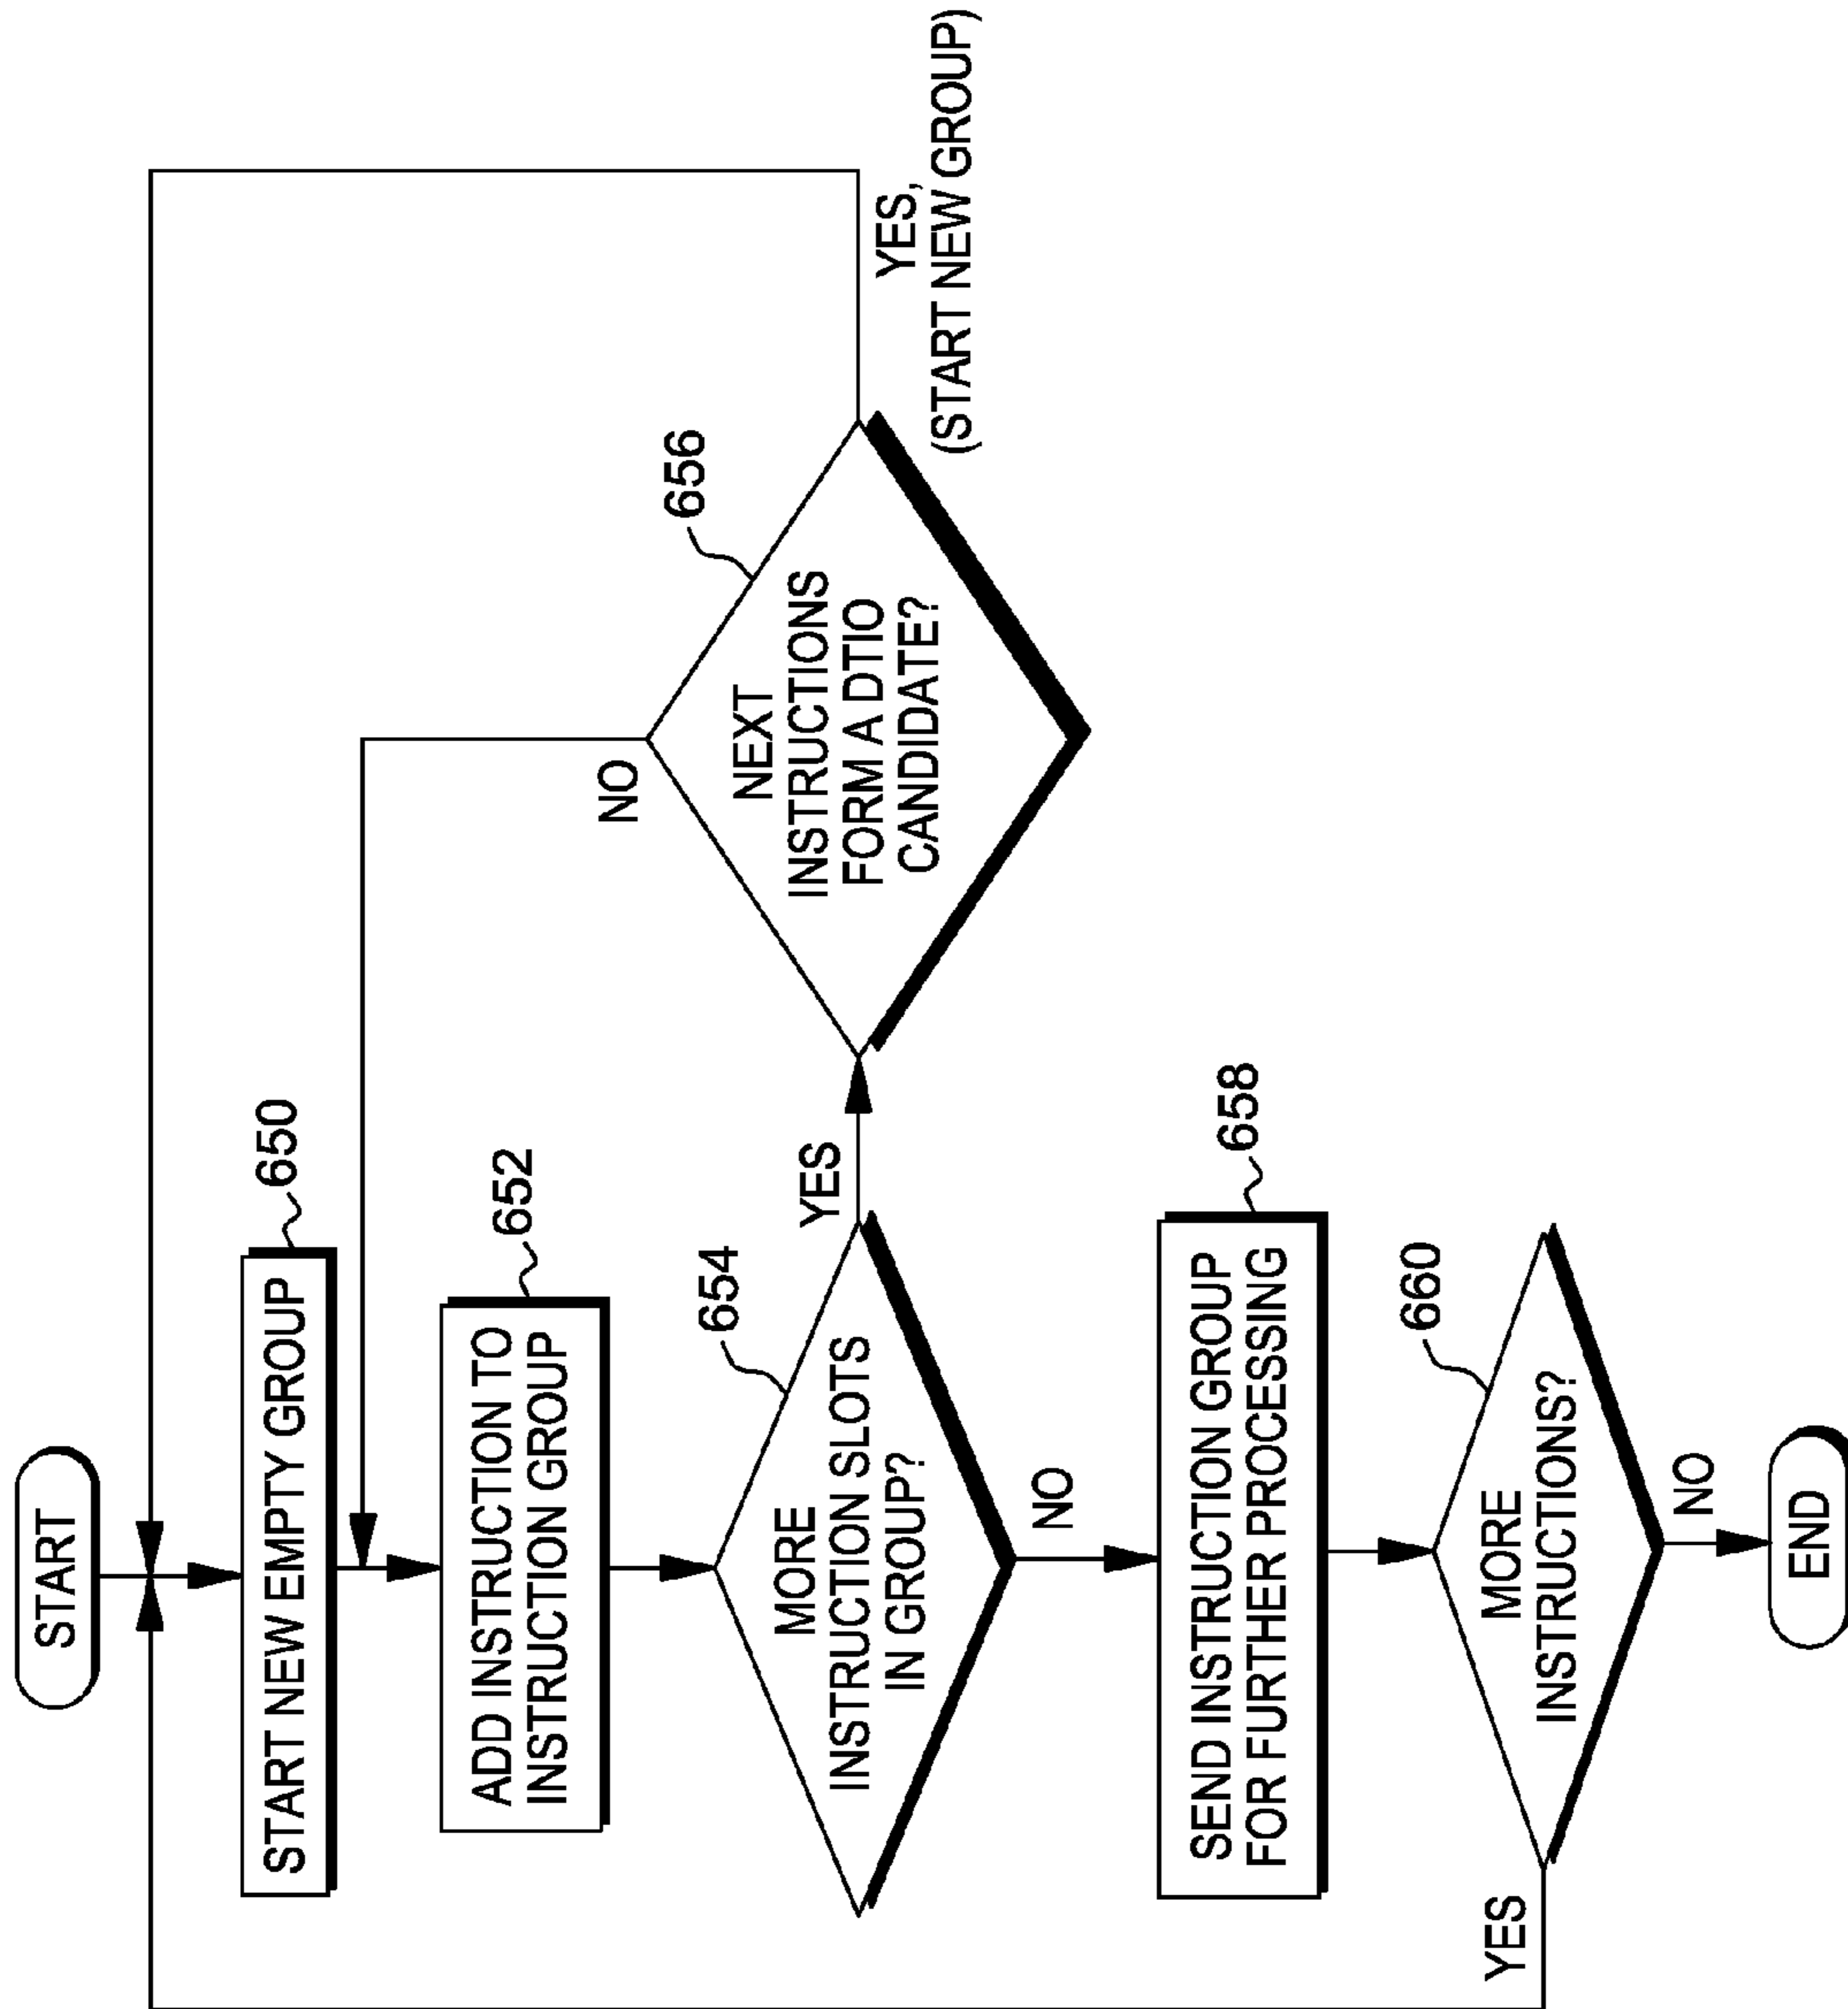 START
START NEW EMPTY GROUP
650
ADD INSTRUCTION TO
INSTRUCTION GROUP
652
MORE
INSTRUCTION SLOTS
IN GROUP?
654
YES
NEXT
INSTRUCTIONS
FORM A DTIO
CANDIDATE?
656
NO
YES,
(START NEW GROUP)
NO
SEND INSTRUCTION GROUP
FOR FURTHER PROCESSING
658
MORE
INSTRUCTIONS?
660
YES
NO
END